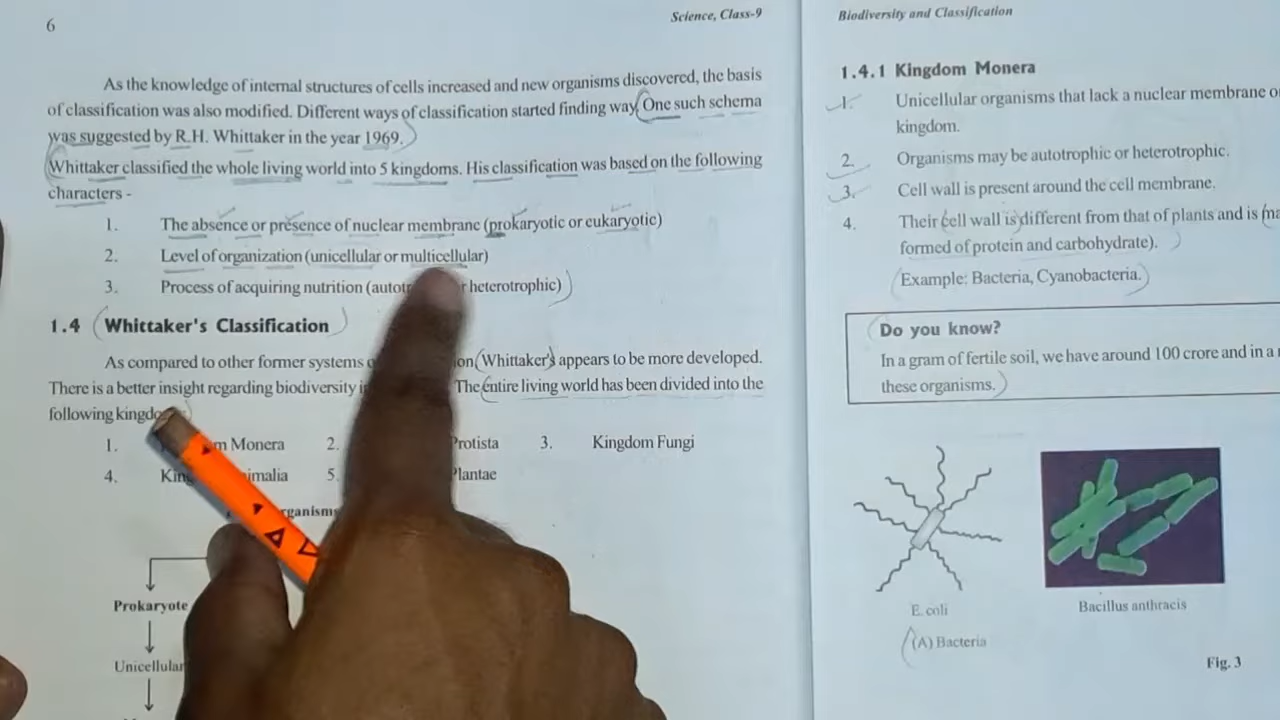 6
Science, Class-9
As the knowledge of internal structures of cells increased and new organisms discovered, the basis
of classification was also modified. Different ways of classification started finding way. One such schema
was suggested by R.H. Whittaker in the year 1969.
Whittaker classified the whole living world into 5 kingdoms. His classification was based on the following
characters -
1. The absence or presence of nuclear membrane (prokaryotic or eukaryotic)
2. Level of organization (unicellular or multicellular)
3. Process of acquiring nutrition heterotrophic)
1.4 Whittaker's Classification
As compared to other former systems Whittaker's appears to be more developed.
There is a better insight regarding biodiversity The entire living world has been divided into the
following
1. Monera 2. Protista 3. Kingdom Fungi
4. 5. Plantae
Prokaryote
Unicellular
Biodiversity and Classification
1.4.1 Kingdom Monera
1. Unicellular organisms that lack a nuclear membrane
kingdom.
2. Organisms may be autotrophic or heterotrophic.
3. Cell wall is present around the cell membrane.
4. Their cell wall is different from that of plants and is
formed of protein and carbohydrate).
(Example: Bacteria, Cyanobacteria.)
Do you know?
In a gram of fertile soil, we have around 100 crore and in a
these organisms.
E. coli
Bacillus anthracis
(A) Bacteria
Fig. 3